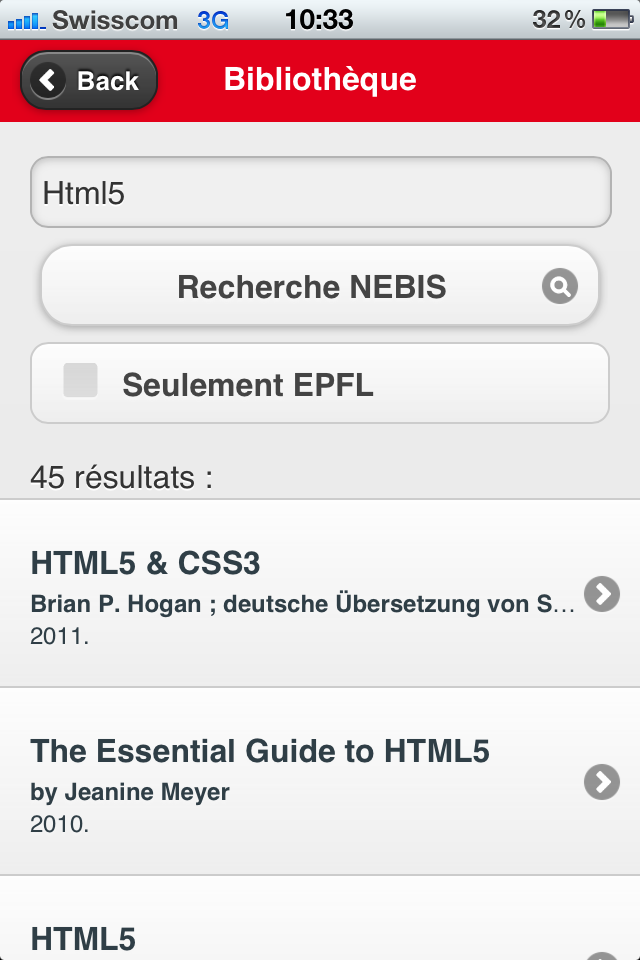 Swisscom 3G 10:33 32%
Back Bibliothèque
Html5
Recherche NEBIS
Seulement EPFL
45 résultats :
HTML5 & CSS3
Brian P. Hogan ; deutsche Übersetzung von S...
2011.
The Essential Guide to HTML5
by Jeanine Meyer
2010.
HTML5